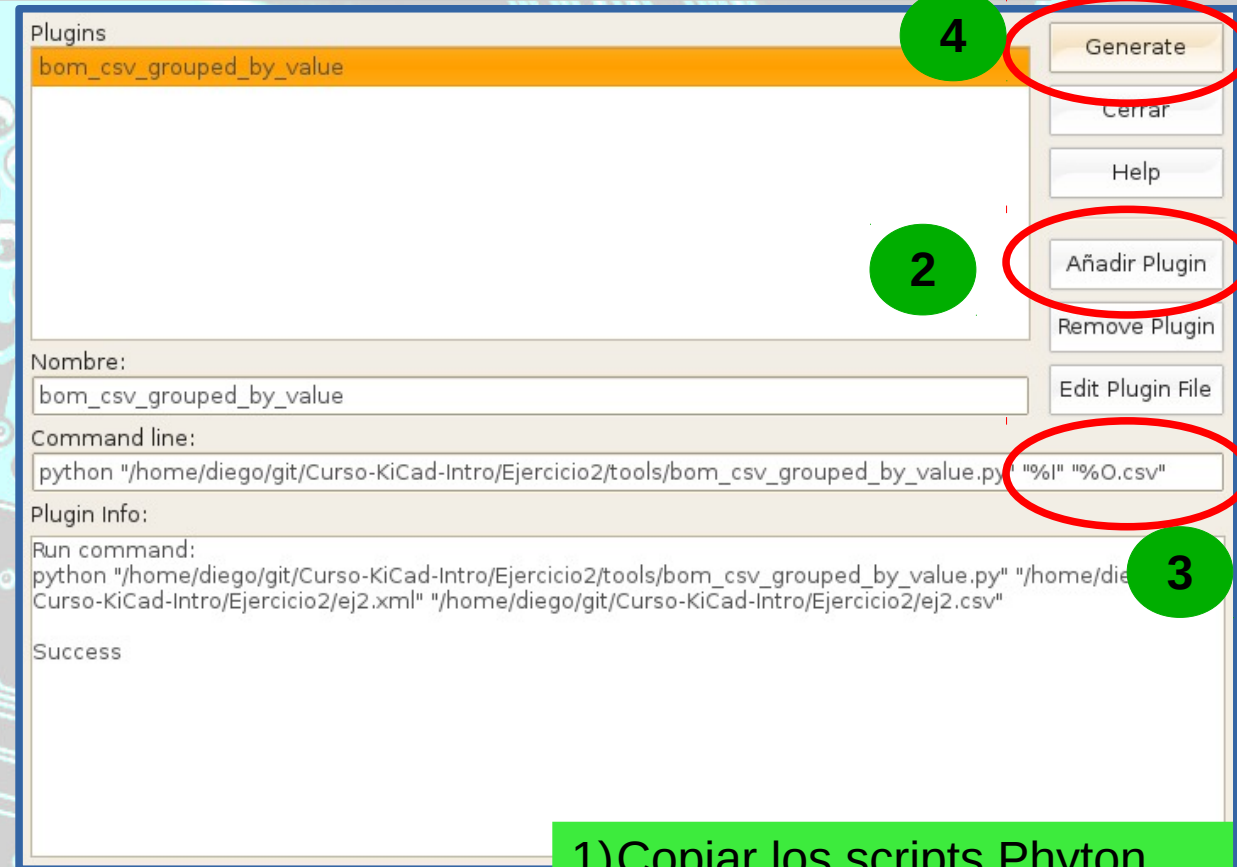 Plugins
4
Generate
bom_csv_grouped_by_value
Cerrar
Help
2
Añadir Plugin
Remove Plugin
Nombre:
bom_csv_grouped_by_value
Edit Plugin File
Command line:
python "/home/diego/git/Curso-KiCad-Intro/Ejercicio2/tools/bom_csv_grouped_by_value.py" "%I" "%O.csv"
Plugin Info:
Run command:
python "/home/diego/git/Curso-KiCad-Intro/Ejercicio2/tools/bom_csv_grouped_by_value.py" "/home/die
3
Curso-KiCad-Intro/Ejercicio2/ej2.xml" "/home/diego/git/Curso-KiCad-Intro/Ejercicio2/ej2.csv"
Success
1)Copiar los scripts Phyton